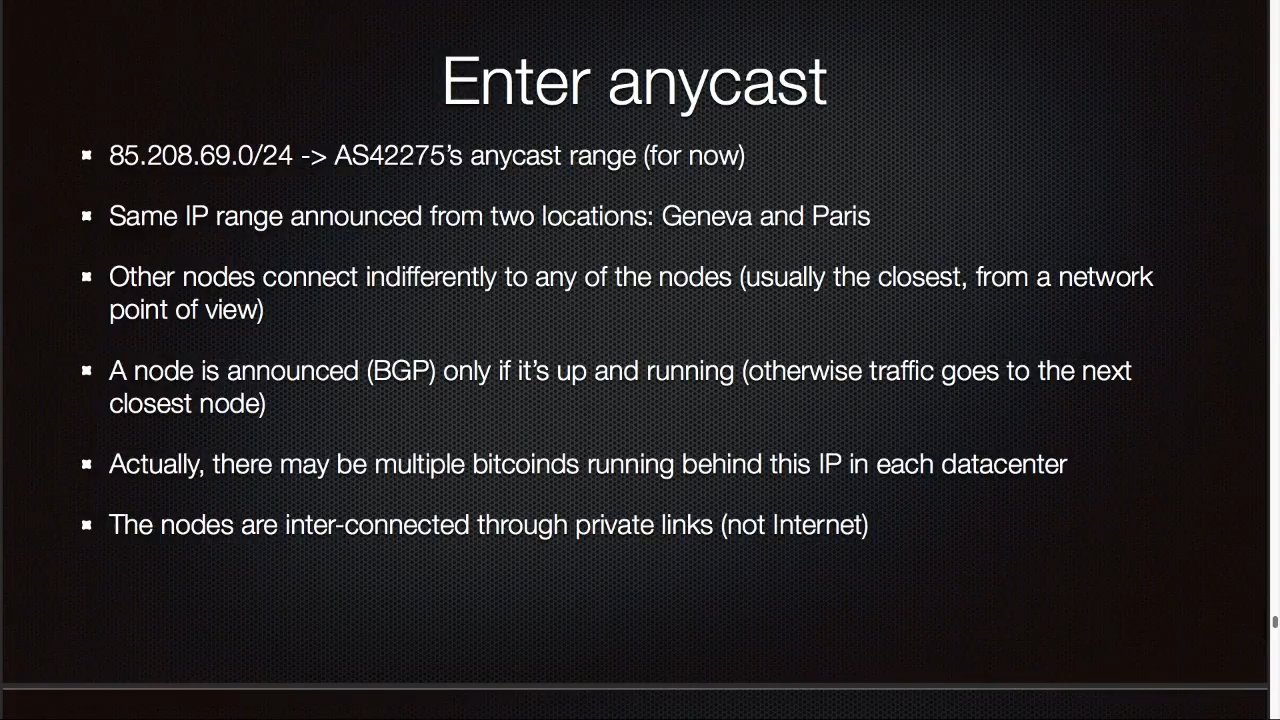 Enter anycast
85.208.69.0/24 -> AS42275’s anycast range (for now)
Same IP range announced from two locations: Geneva and Paris
Other nodes connect indifferently to any of the nodes (usually the closest, from a network
point of view)
A node is announced (BGP) only if it’s up and running (otherwise traffic goes to the next
closest node)
Actually, there may be multiple bitcoinds running behind this IP in each datacenter
The nodes are inter-connected through private links (not Internet)